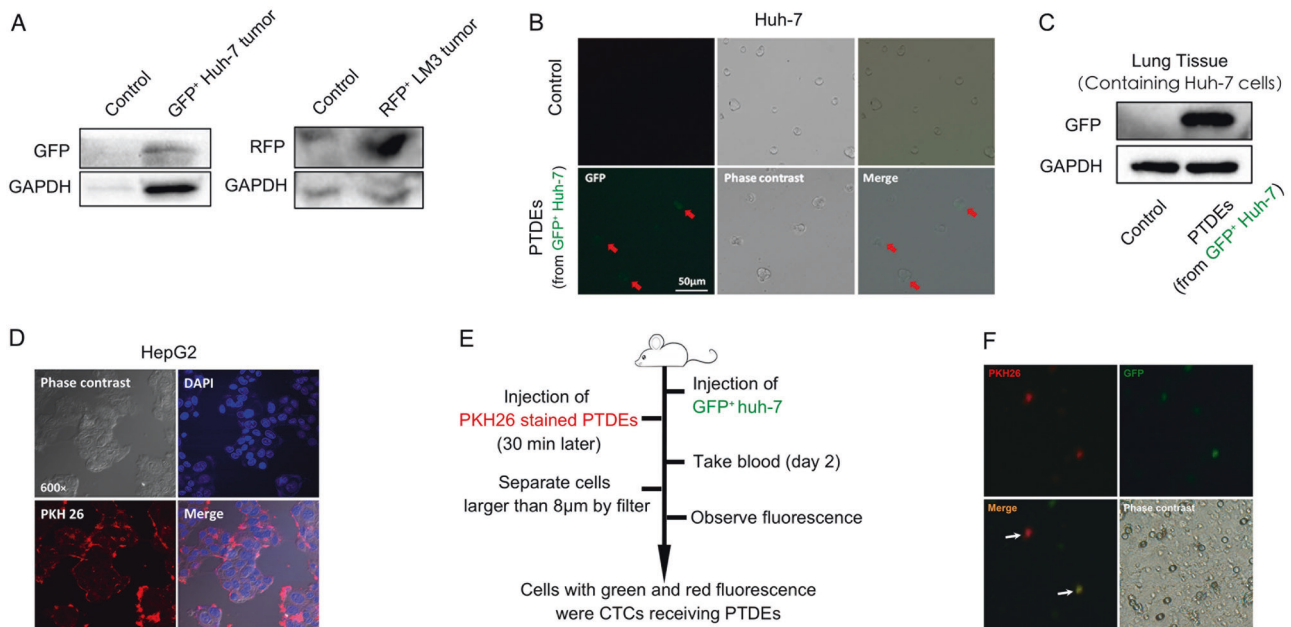 A
Control
GFP⁺ Huh-7 tumor
GFP
GAPDH
Control
RFP⁺ LM3 tumor
RFP
GAPDH
B
Huh-7
Control
PTDEs
(from GFP⁺ Huh-7)
GFP
50μm
Phase contrast
Merge
C
Lung Tissue
(Containing Huh-7 cells)
GFP
GAPDH
Control
PTDEs
(from GFP⁺ Huh-7)
D
HepG2
Phase contrast
600×
DAPI
PKH 26
Merge
E
Injection of
GFP⁺ huh-7
Injection of
PKH26 stained PTDEs
(30 min later)
Take blood (day 2)
Separate cells
larger than 8μm by filter
Observe fluorescence
Cells with green and red fluorescence
were CTCs receiving PTDEs
F
PKH26
GFP
Merge
Phase contrast